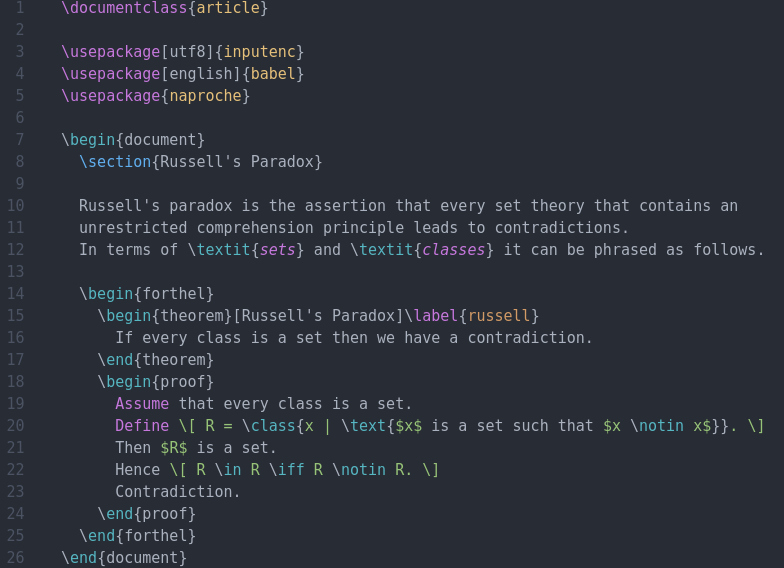 1 \documentclass{article}
2
3 \usepackage[utf8]{inputenc}
4 \usepackage[english]{babel}
5 \usepackage{naproche}
6
7 \begin{document}
8 \section{Russell's Paradox}
9
10 Russell's paradox is the assertion that every set theory that contains an
11 unrestricted comprehension principle leads to contradictions.
12 In terms of \textit{sets} and \textit{classes} it can be phrased as follows.
13
14 \begin{forthel}
15 \begin{theorem}[Russell's Paradox]\label{russell}
16 If every class is a set then we have a contradiction.
17 \end{theorem}
18 \begin{proof}
19 Assume that every class is a set.
20 Define \[ R = \class{x | \text{$x$ is a set such that $x \notin x$}}. \]
21 Then $R$ is a set.
22 Hence \[ R \in R \iff R \notin R. \]
23 Contradiction.
24 \end{proof}
25 \end{forthel}
26 \end{document}